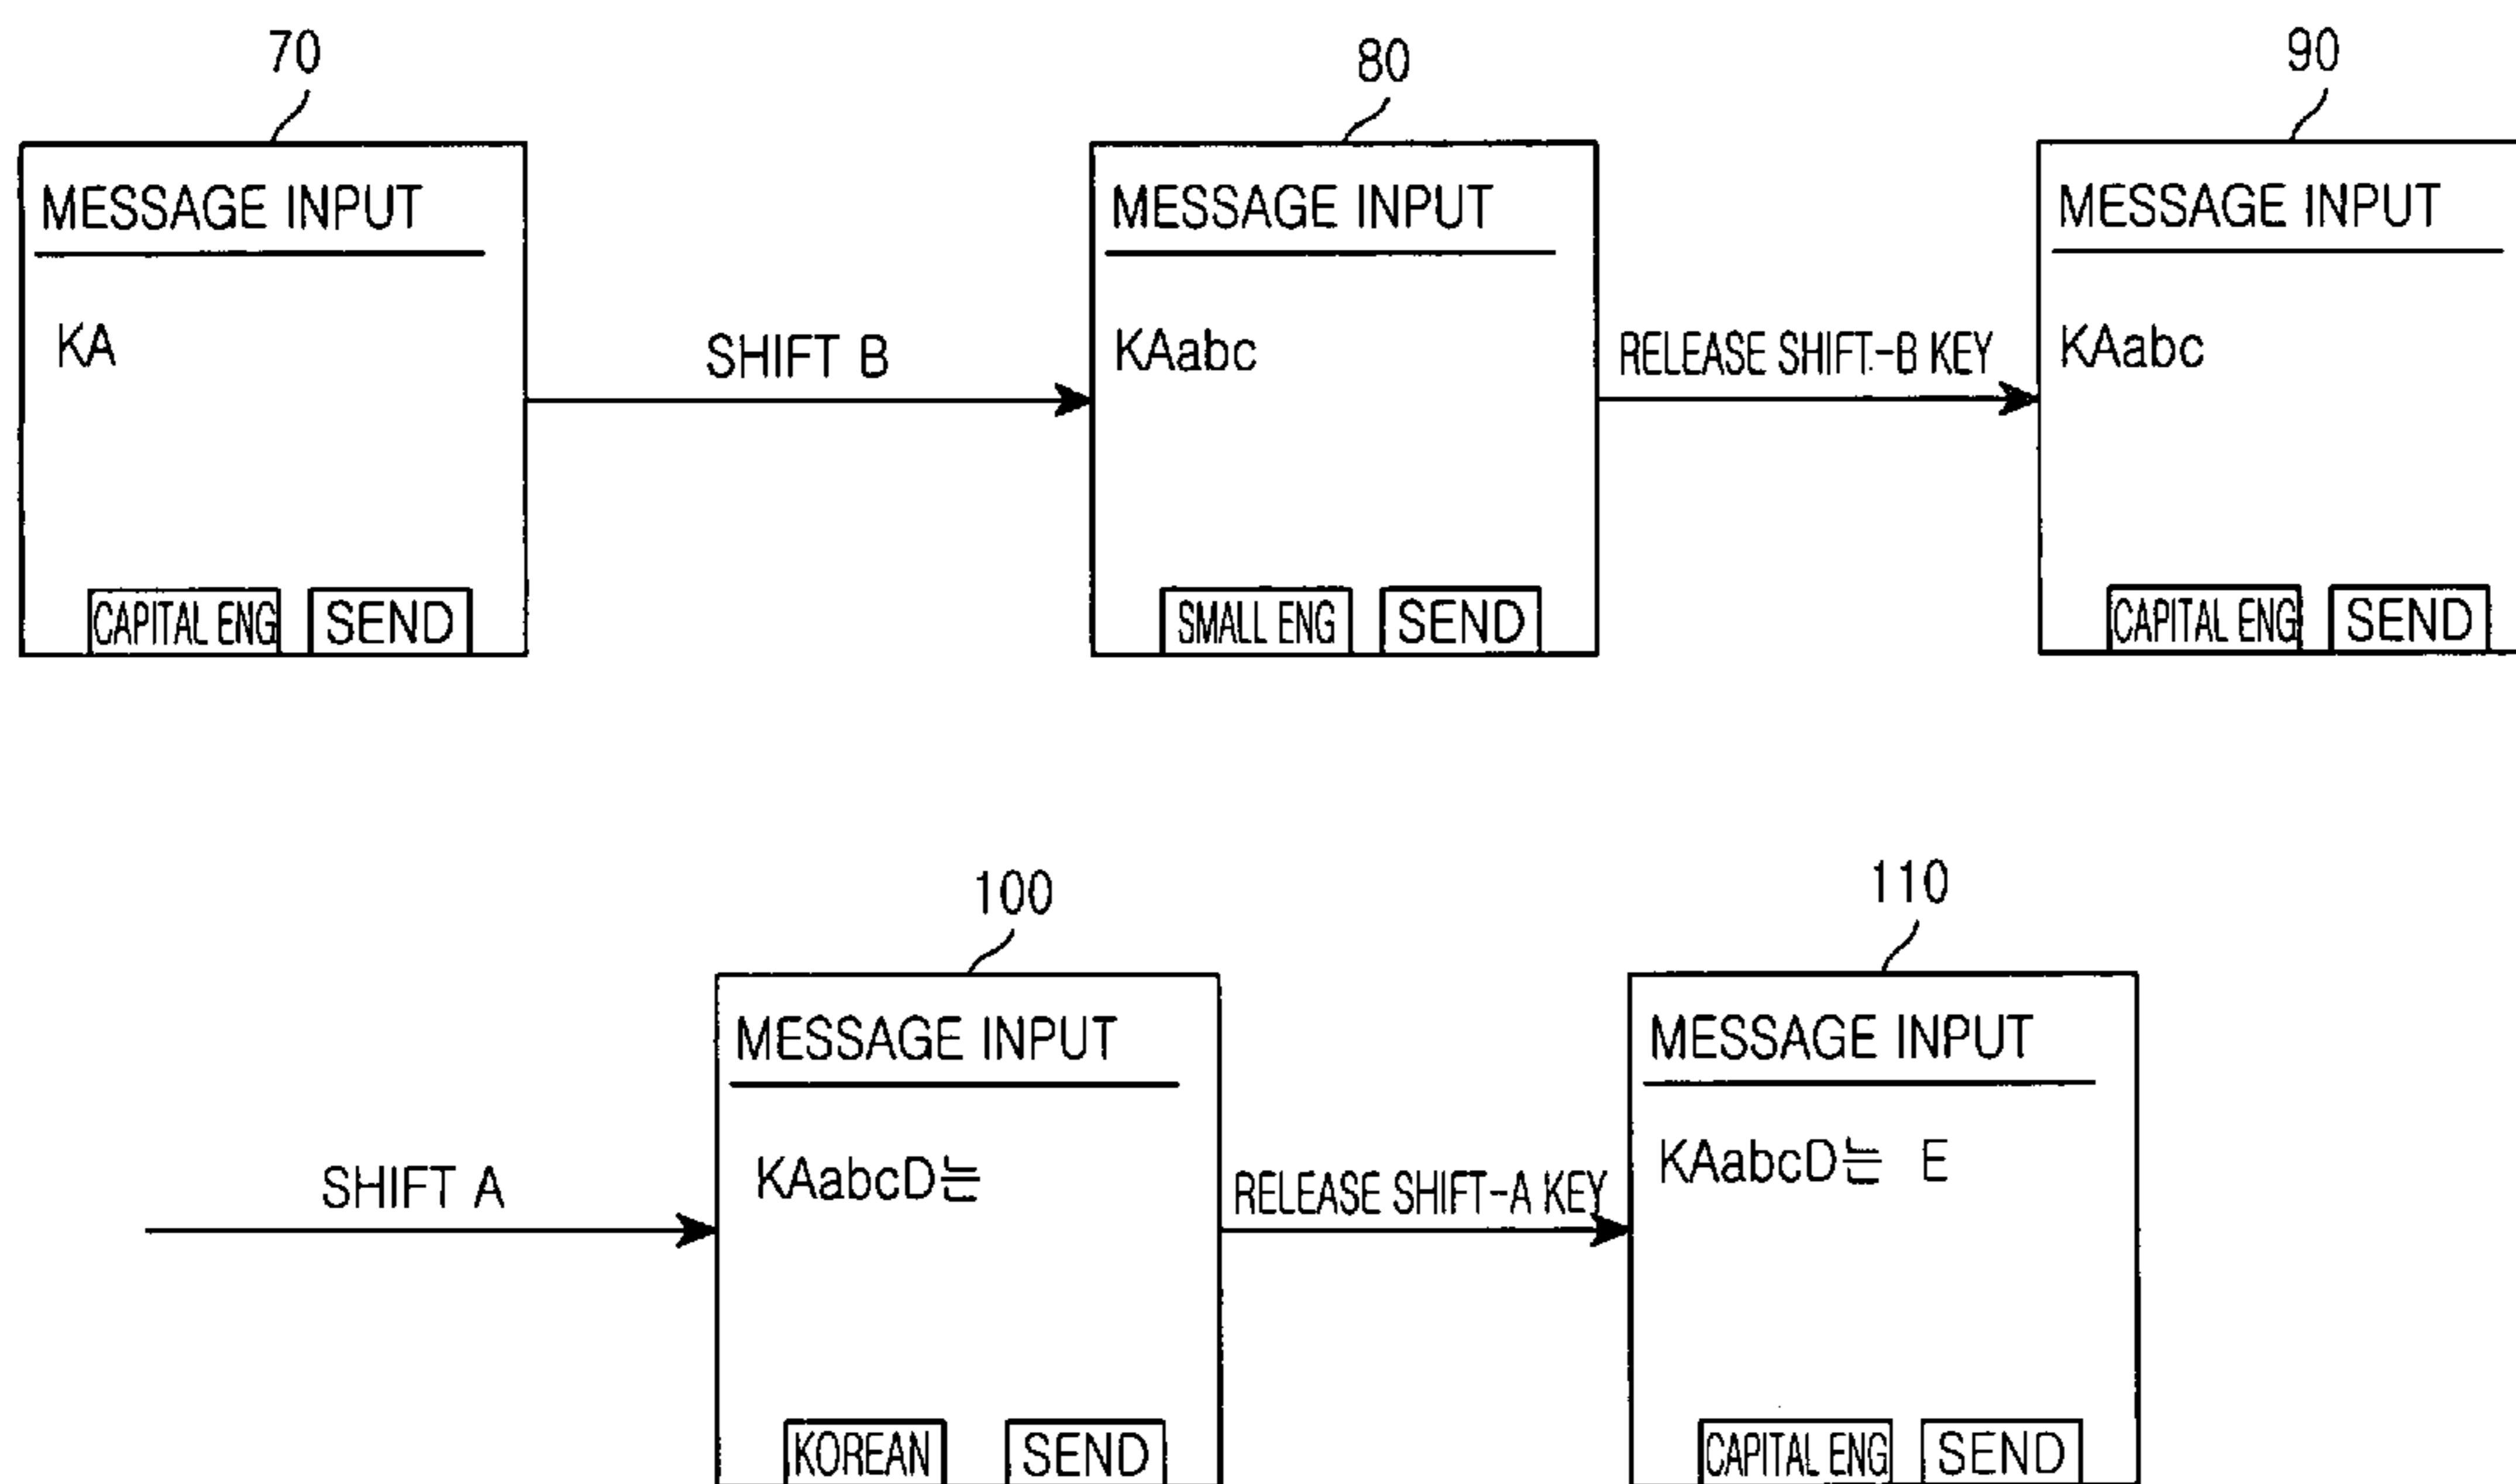 70
80
90
MESSAGE INPUT
MESSAGE INPUT
MESSAGE INPUT
KA
SHIFT B
KAabc
RELEASE SHIFT-B KEY
KAabc
CAPITAL ENG
SEND
SMALL ENG
SEND
CAPITAL ENG
SEND
100
110
MESSAGE INPUT
MESSAGE INPUT
SHIFT A
KAabcD는
RELEASE SHIFT-A KEY
KAabcD는 E
KOREAN
SEND
CAPITAL ENG
SEND